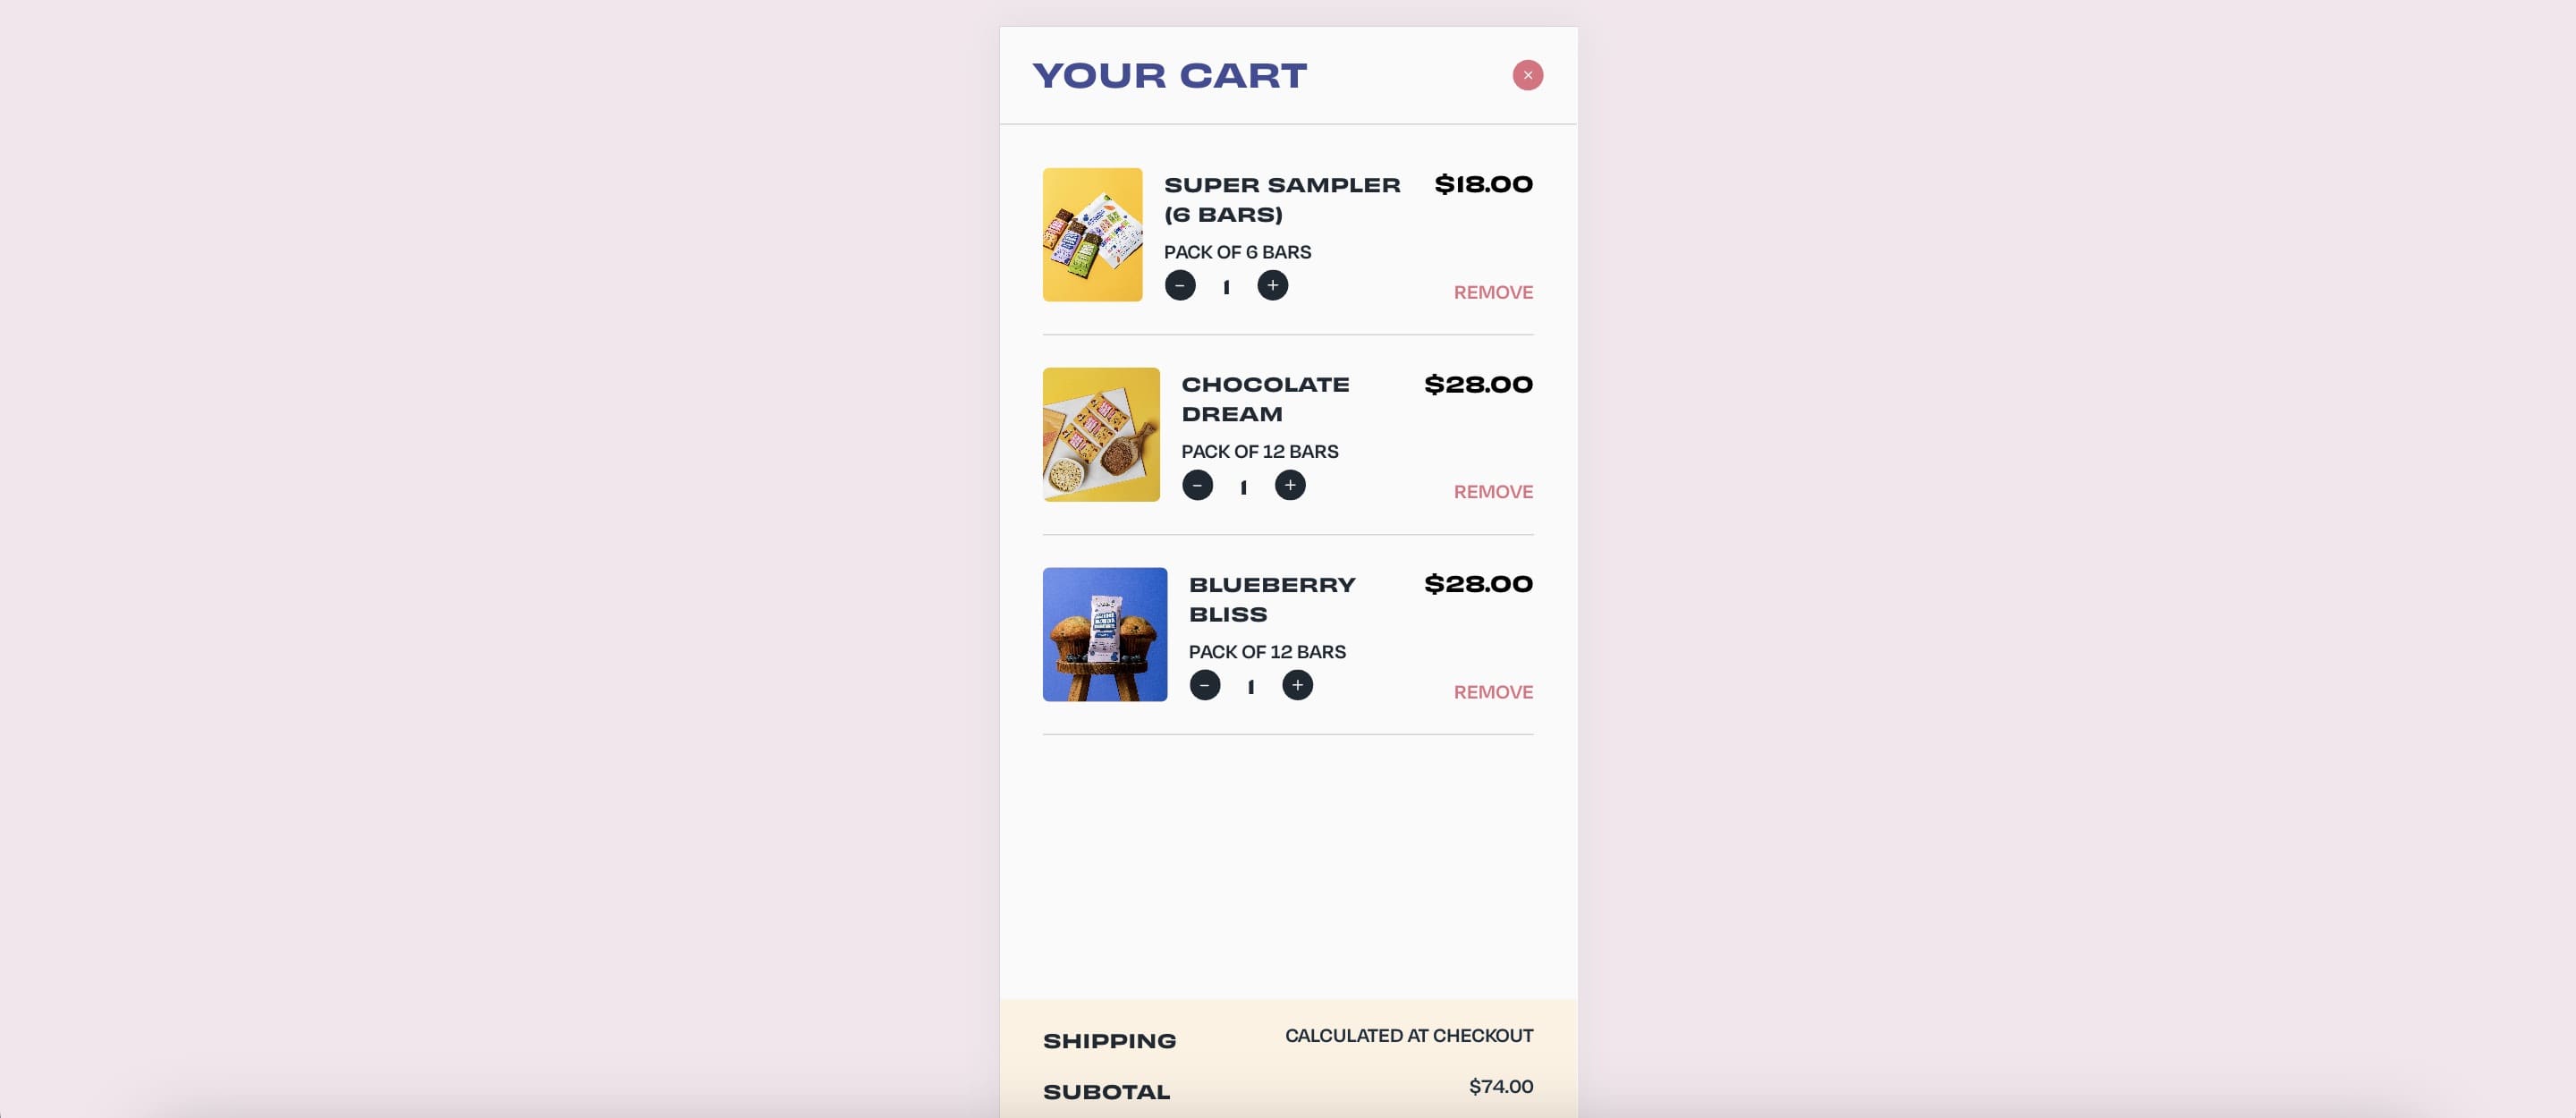 YOUR CART
SUPER SAMPLER
(6 BARS)
$18.00
PACK OF 6 BARS
− 1 +
REMOVE
CHOCOLATE
DREAM
$28.00
PACK OF 12 BARS
− 1 +
REMOVE
BLUEBERRY
BLISS
$28.00
PACK OF 12 BARS
− 1 +
REMOVE
SHIPPING CALCULATED AT CHECKOUT
SUBOTAL $74.00